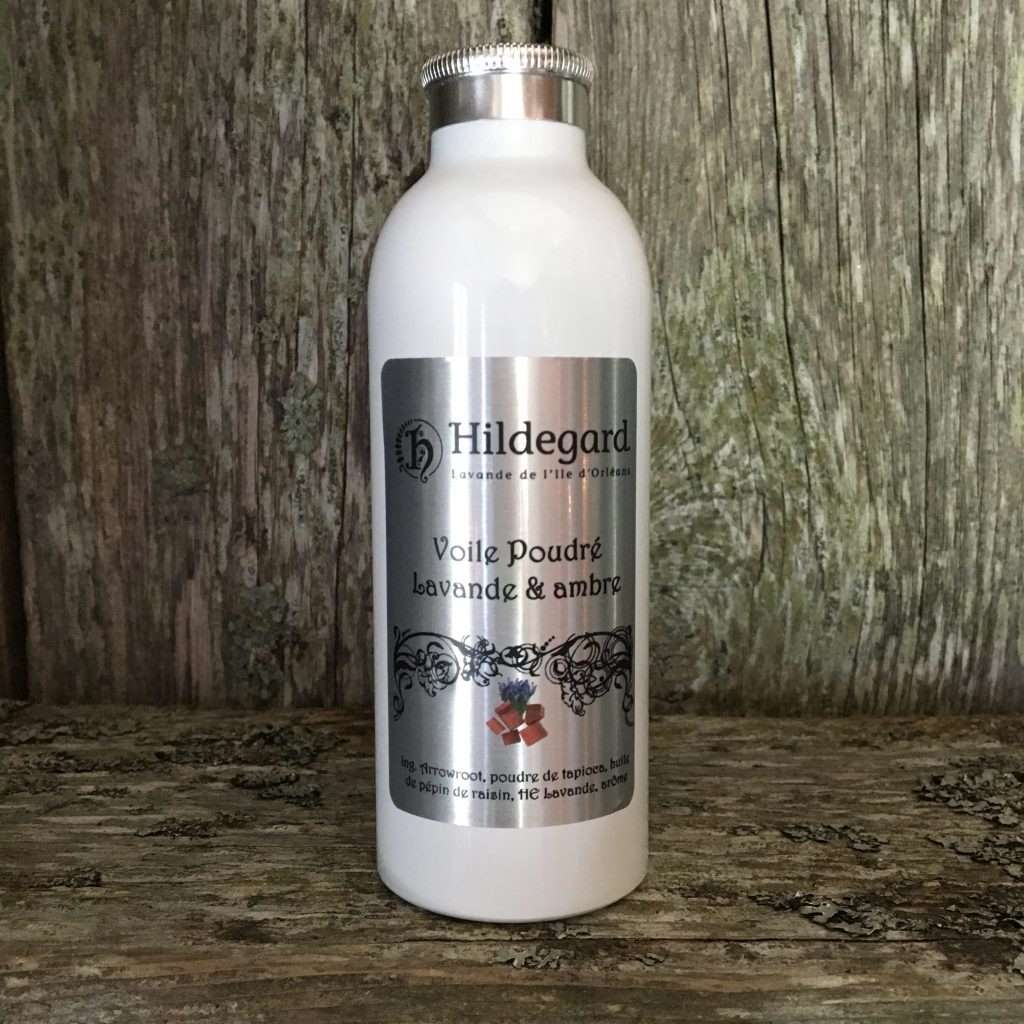 h
Hildegard
Lavande de l'Ile d'Orléans
Voile Poudré
Lavande & ambre
ing. Arrowroot, poudre de tapioca, huile
de pépin de raisin, HE Lavande, arôme